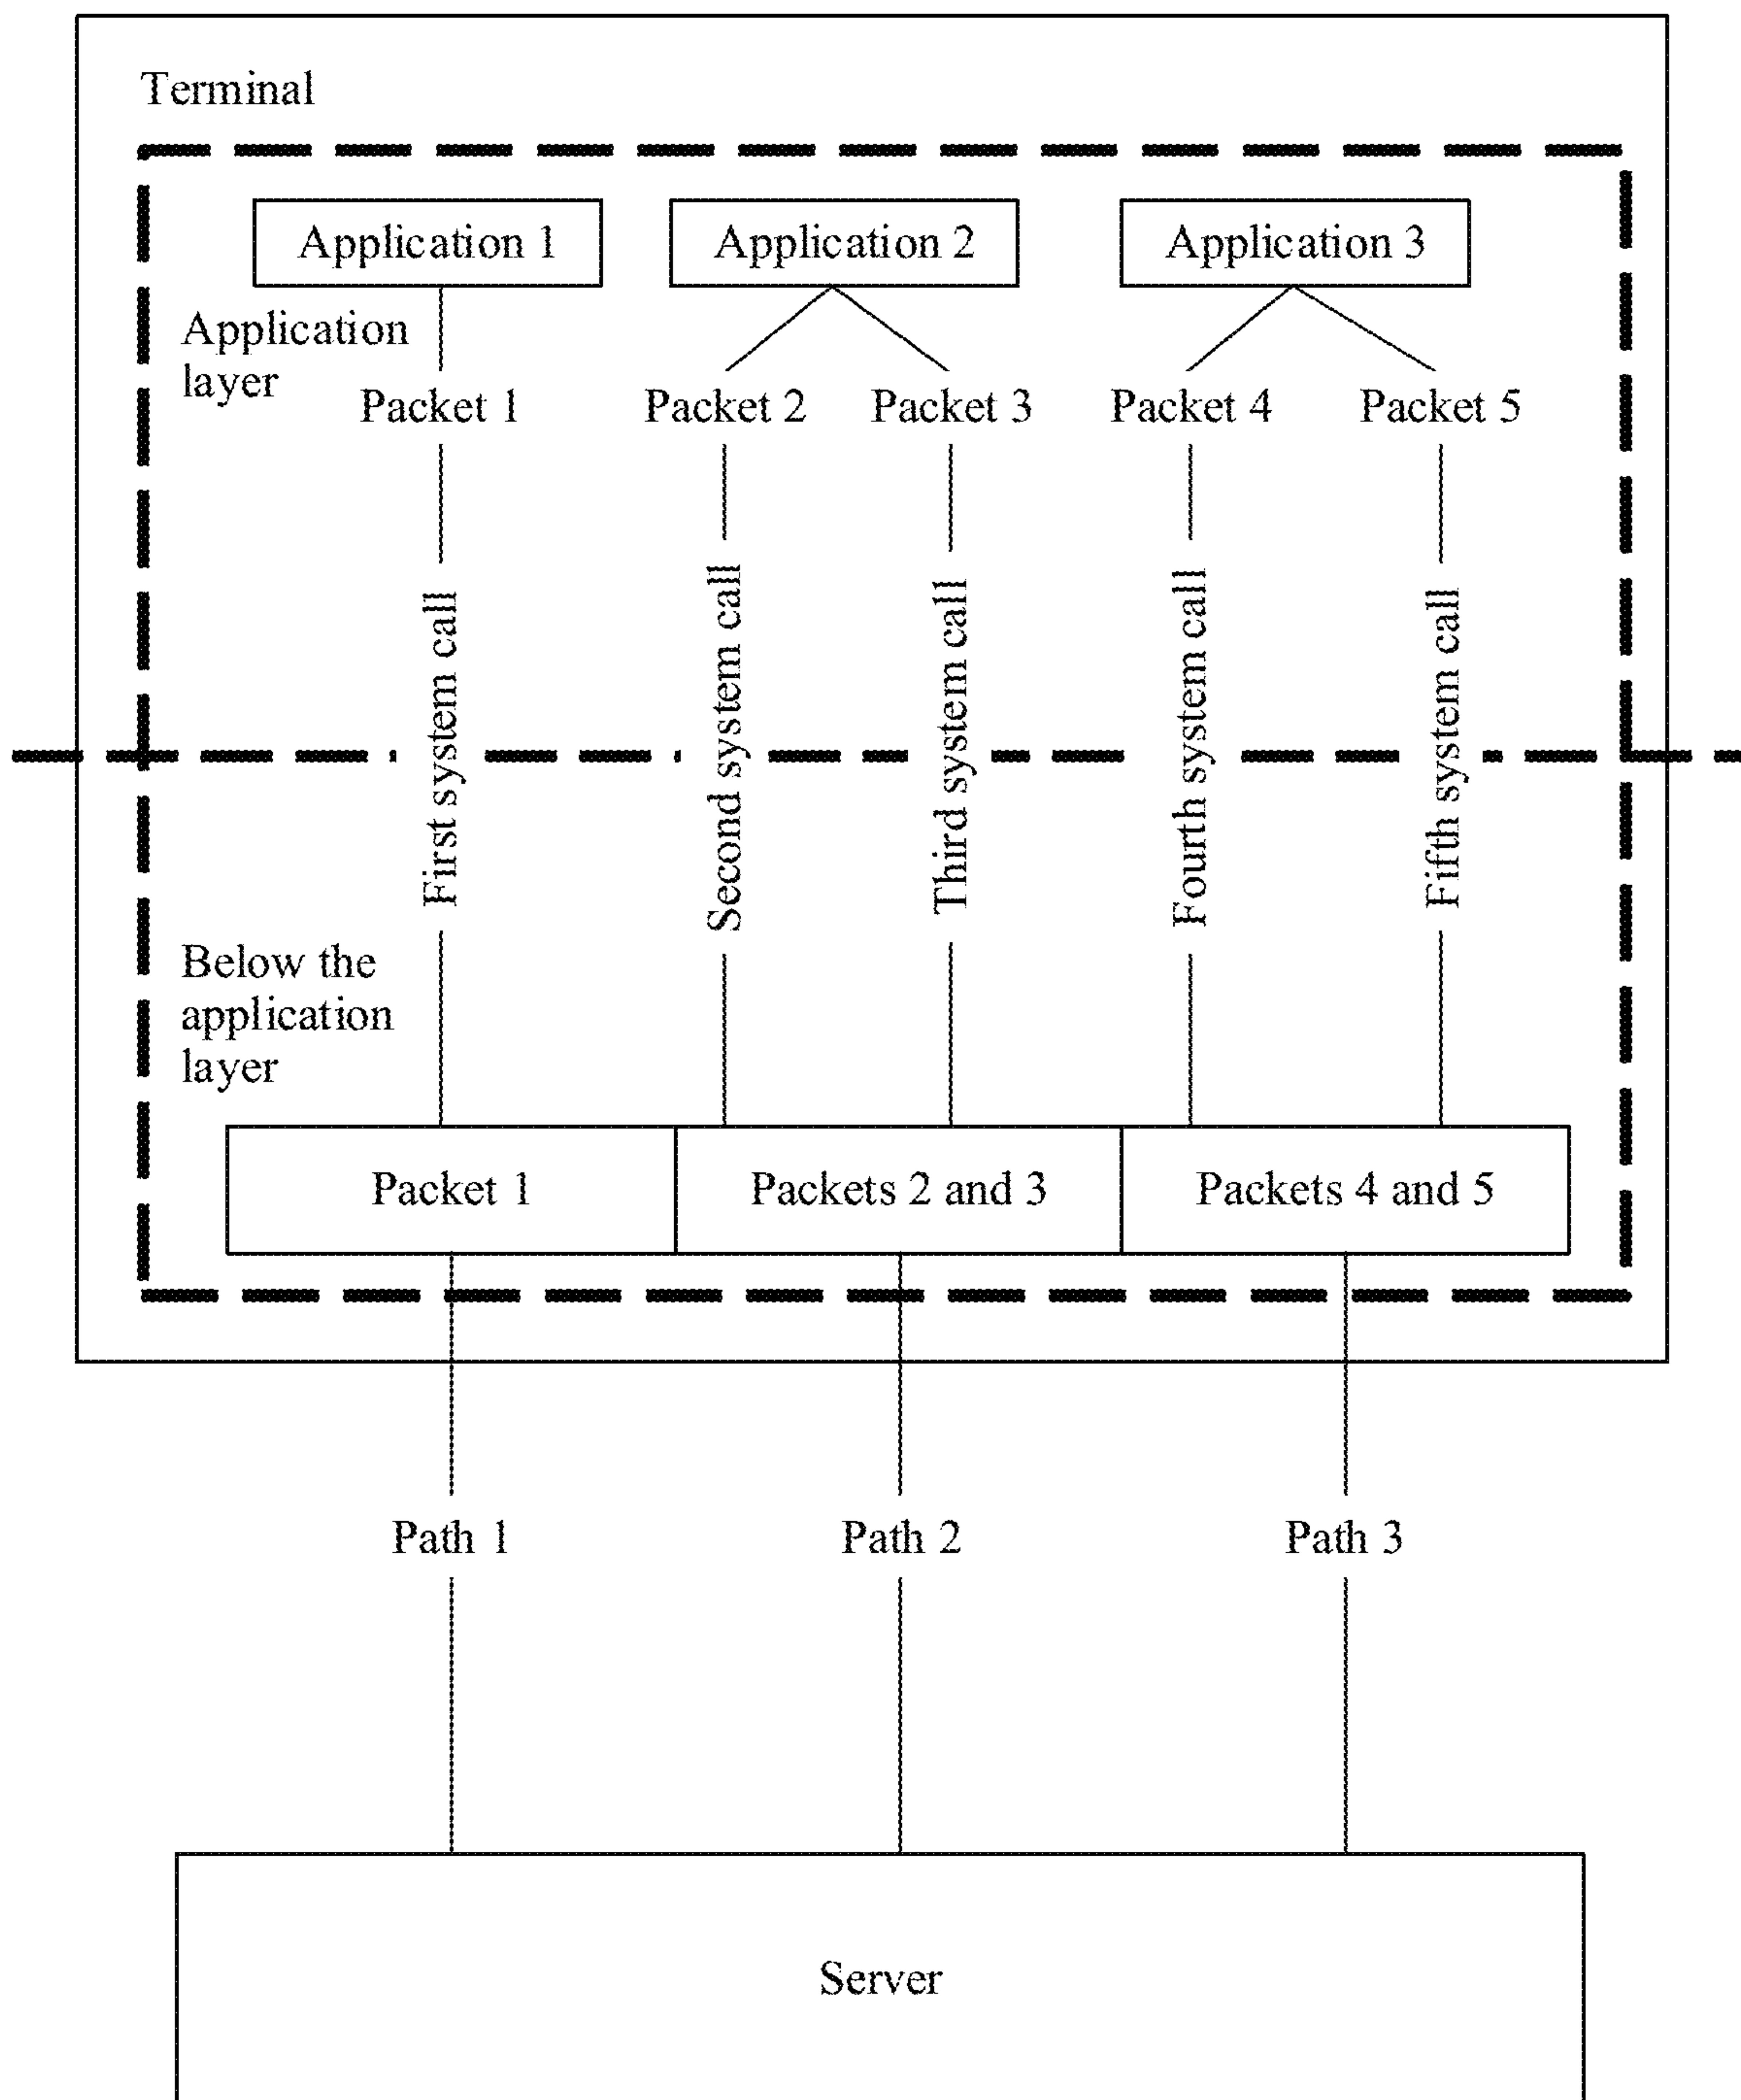 Terminal
Application 1
Application 2
Application 3
Application
layer
Packet 1
Packet 2
Packet 3
Packet 4
Packet 5
First system call
Second system call
Third system call
Fourth system call
Fifth system call
Below the
application
layer
Packet 1
Packets 2 and 3
Packets 4 and 5
Path 1
Path 2
Path 3
Server